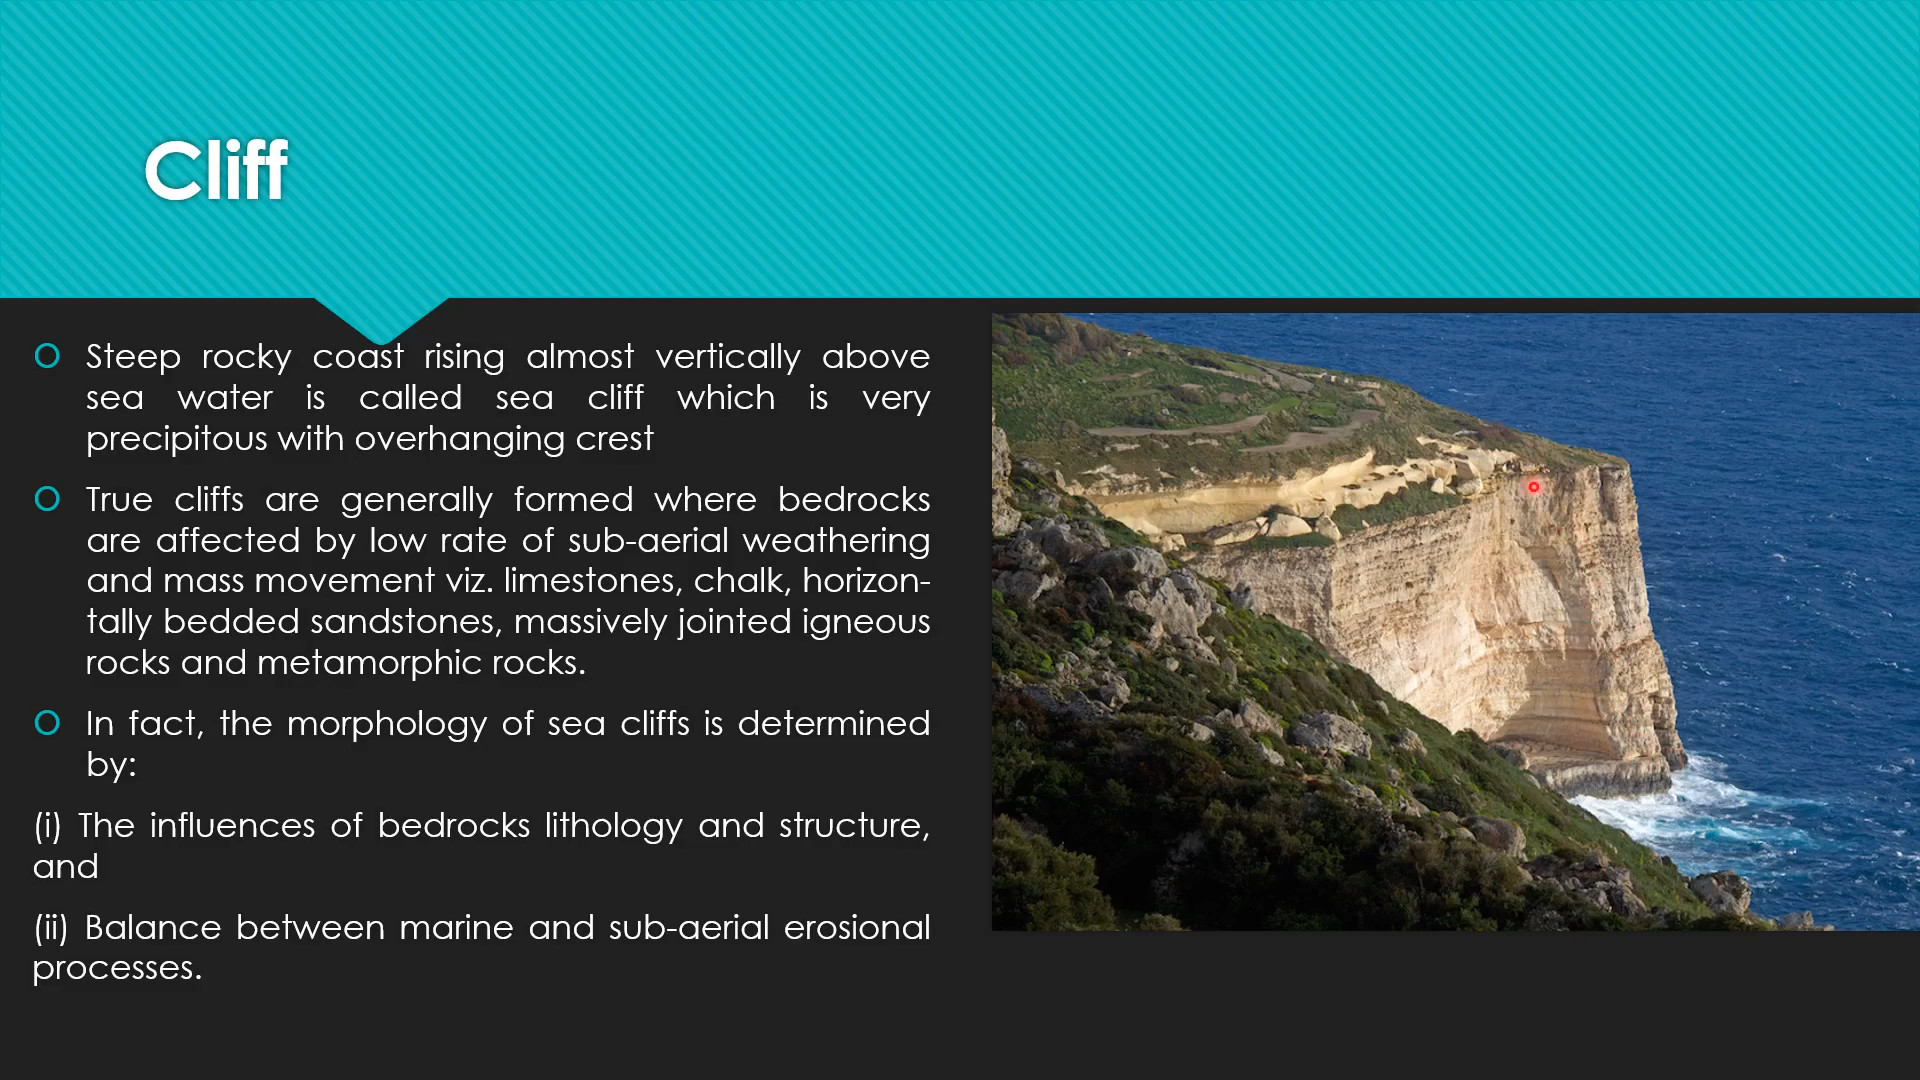 Cliff
Steep rocky coast rising almost vertically above
sea water is called sea cliff which is very
precipitous with overhanging crest
True cliffs are generally formed where bedrocks
are affected by low rate of sub-aerial weathering
and mass movement viz. limestones, chalk, horizon-
tally bedded sandstones, massively jointed igneous
rocks and metamorphic rocks.
In fact, the morphology of sea cliffs is determined
by:
(i) The influences of bedrocks lithology and structure,
and
(ii) Balance between marine and sub-aerial erosional
processes.